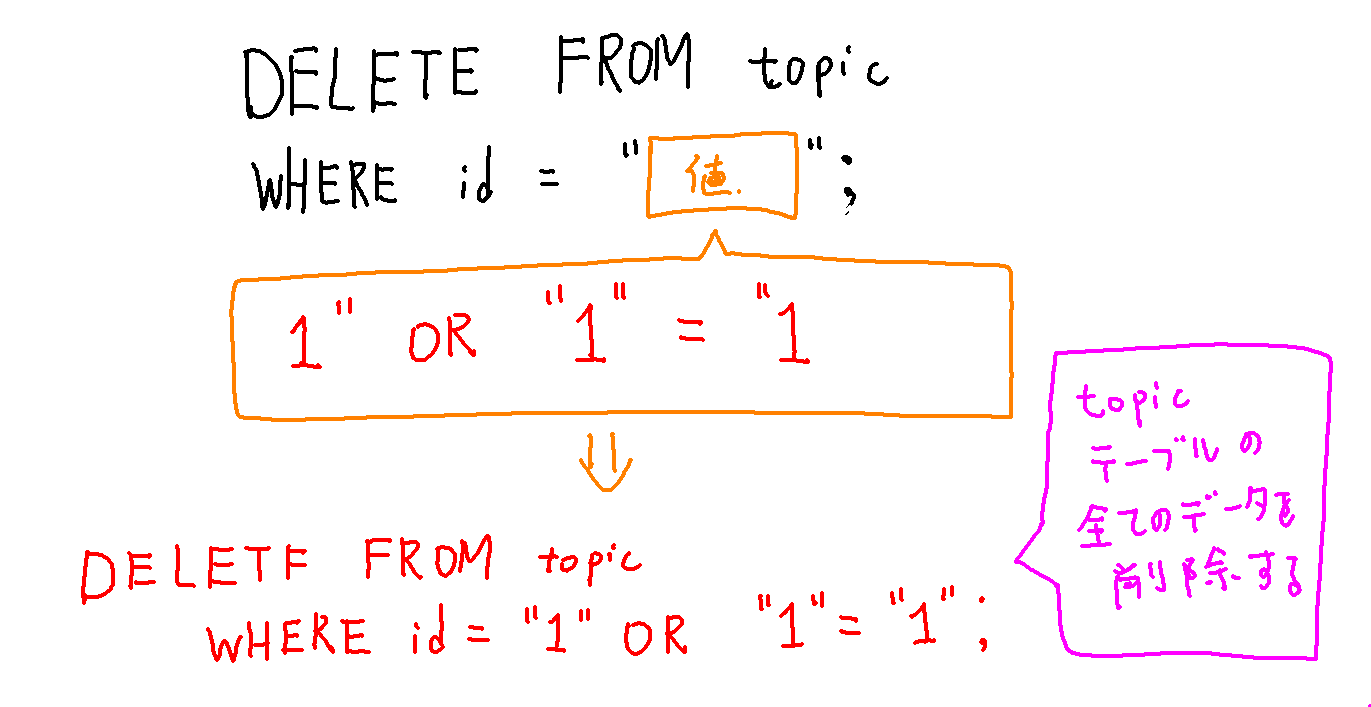 DELETE FROM topic
WHERE id = "値";
1" OR "1" = "1
DELETE FROM topic
WHERE id = "1" OR "1" = "1";
topic
テーブルの
全てのデータを
削除する